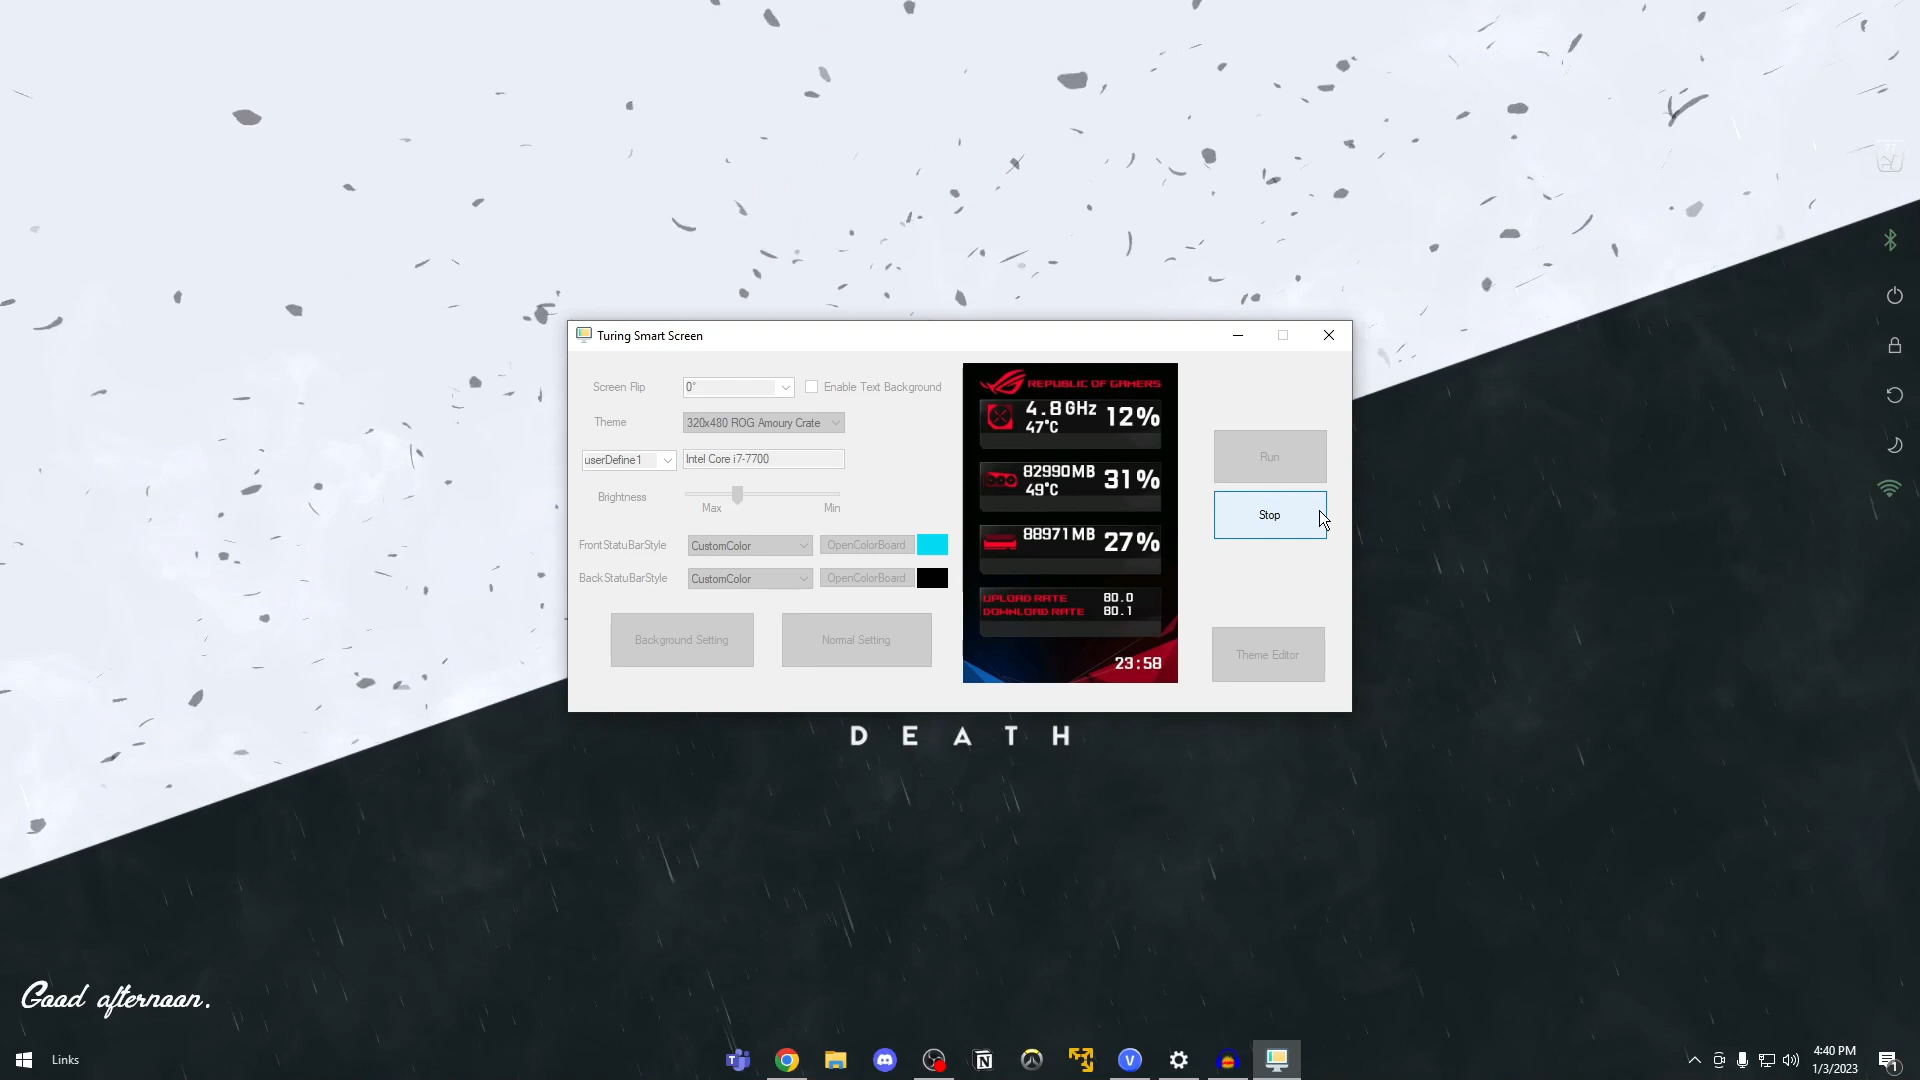 Turing Smart Screen
Screen Flip 0° Enable Text Background
Theme 320x480 ROG Amoury Crate
userDefine1 Intel Core i7-7700
Brightness
Max Min
FrontStatuBarStyle CustomColor OpenColorBoard
BackStatuBarStyle CustomColor OpenColorBoard
Background Setting Normal Setting
REPUBLIC OF GAMERS
4.8GHz 12%
47°C
82990MB 31%
49°C
88971MB 27%
UPLOAD RATE 80.0
DOWNLOAD RATE 80.1
23:58
Run
Stop
Theme Editor
DEATH
Good afternoon.
Links
4:40 PM
1/3/2023
1